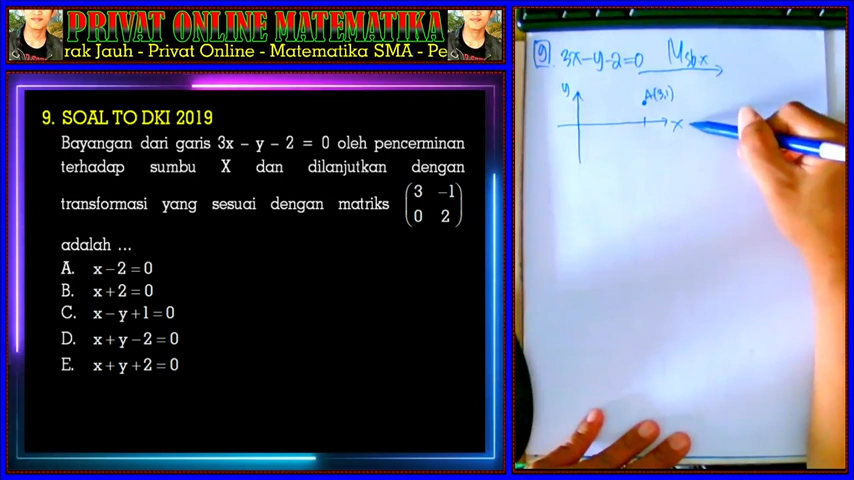 PRIVAT ONLINE MATEMATIKA
rak Jauh - Privat Online - Matematika SMA - Pe
9. SOAL TO DKI 2019
Bayangan dari garis 3x – y – 2 = 0 oleh pencerminan
terhadap sumbu X dan dilanjutkan dengan
transformasi yang sesuai dengan matriks (3 –1
0 2)
adalah ...
A. x – 2 = 0
B. x + 2 = 0
C. x – y + 1 = 0
D. x + y – 2 = 0
E. x + y + 2 = 0
9. 3x – y – 2 = 0 Msbx
y
A(3,1)
x